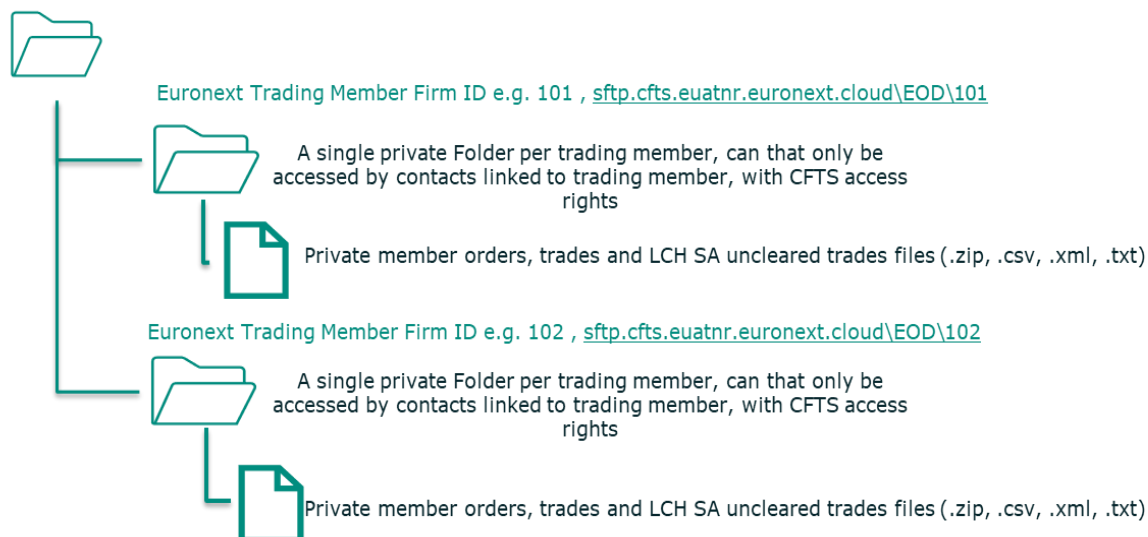 Euronext Trading Member Firm ID e.g. 101 , sftp.cfts.euatnr.euronext.cloud\EOD\101
A single private Folder per trading member, can that only be
accessed by contacts linked to trading member, with CFTS access
rights
Private member orders, trades and LCH SA uncleared trades files (.zip, .csv, .xml, .txt)
Euronext Trading Member Firm ID e.g. 102 , sftp.cfts.euatnr.euronext.cloud\EOD\102
A single private Folder per trading member, can that only be
accessed by contacts linked to trading member, with CFTS access
rights
Private member orders, trades and LCH SA uncleared trades files (.zip, .csv, .xml, .txt)